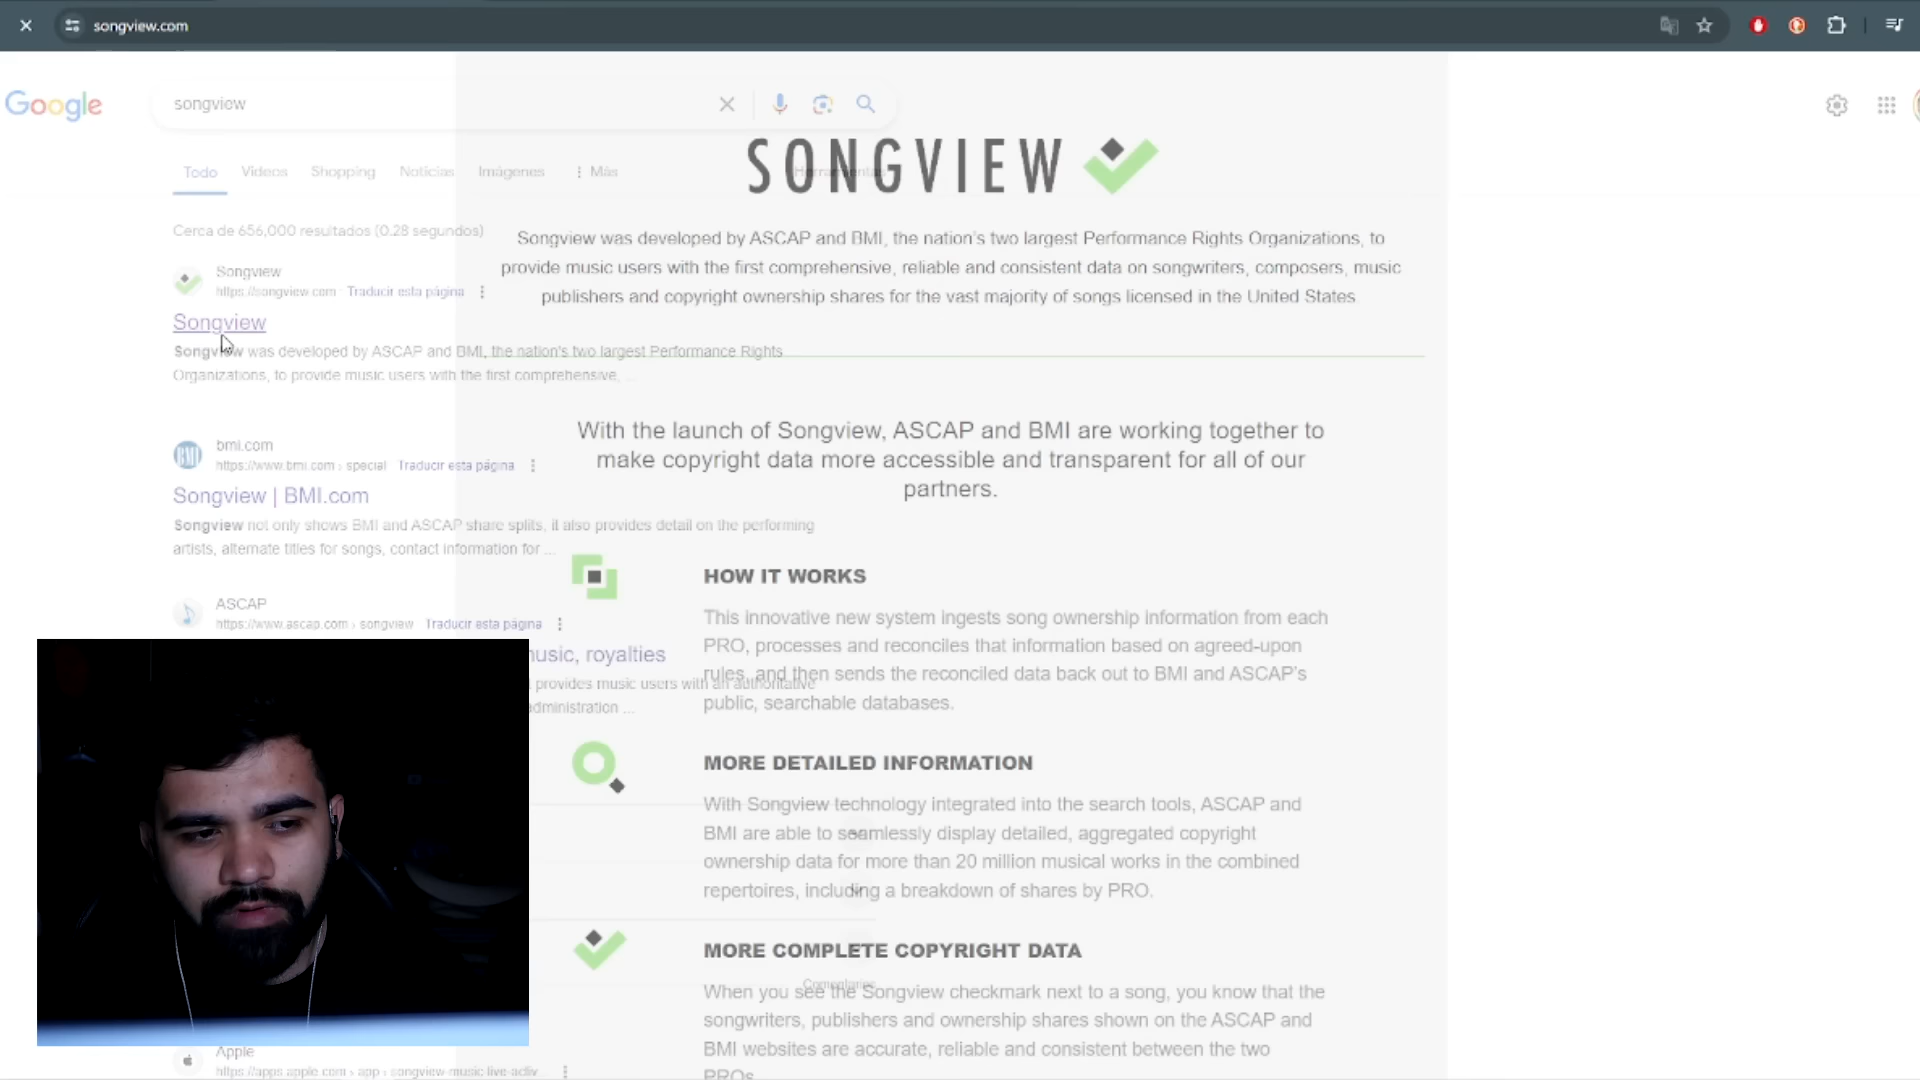 songview.com
Google
songview
Todo
Videos
Shopping
Noticias
Imágenes
Más
Cerca de 656,000 resultados (0.28 segundos)
Songview
https://songview.com
Traducir esta página
Songview
Songview was developed by ASCAP and BMI, the nation's two largest Performance Rights
Organizations, to provide music users with the first comprehensive, ...
bmi.com
BMI
https://www.bmi.com › special
Traducir esta página
Songview | BMI.com
Songview not only shows BMI and ASCAP share splits, it also provides detail on the performing
artists, alternate titles for songs, contact information for ...
ASCAP
https://www.ascap.com › songview
Traducir esta página
music, royalties
provides music users with an authoritative
administration ...
Apple
https://apps.apple.com › app › songview-music-live-activ...
SONGVIEW
Songview was developed by ASCAP and BMI, the nation's two largest Performance Rights Organizations, to
provide music users with the first comprehensive, reliable and consistent data on songwriters, composers, music
publishers and copyright ownership shares for the vast majority of songs licensed in the United States
With the launch of Songview, ASCAP and BMI are working together to
make copyright data more accessible and transparent for all of our
partners.
HOW IT WORKS
This innovative new system ingests song ownership information from each
PRO, processes and reconciles that information based on agreed-upon
rules, and then sends the reconciled data back out to BMI and ASCAP's
public, searchable databases.
MORE DETAILED INFORMATION
With Songview technology integrated into the search tools, ASCAP and
BMI are able to seamlessly display detailed, aggregated copyright
ownership data for more than 20 million musical works in the combined
repertoires, including a breakdown of shares by PRO.
MORE COMPLETE COPYRIGHT DATA
When you see the Songview checkmark next to a song, you know that the
songwriters, publishers and ownership shares shown on the ASCAP and
BMI websites are accurate, reliable and consistent between the two
PROs